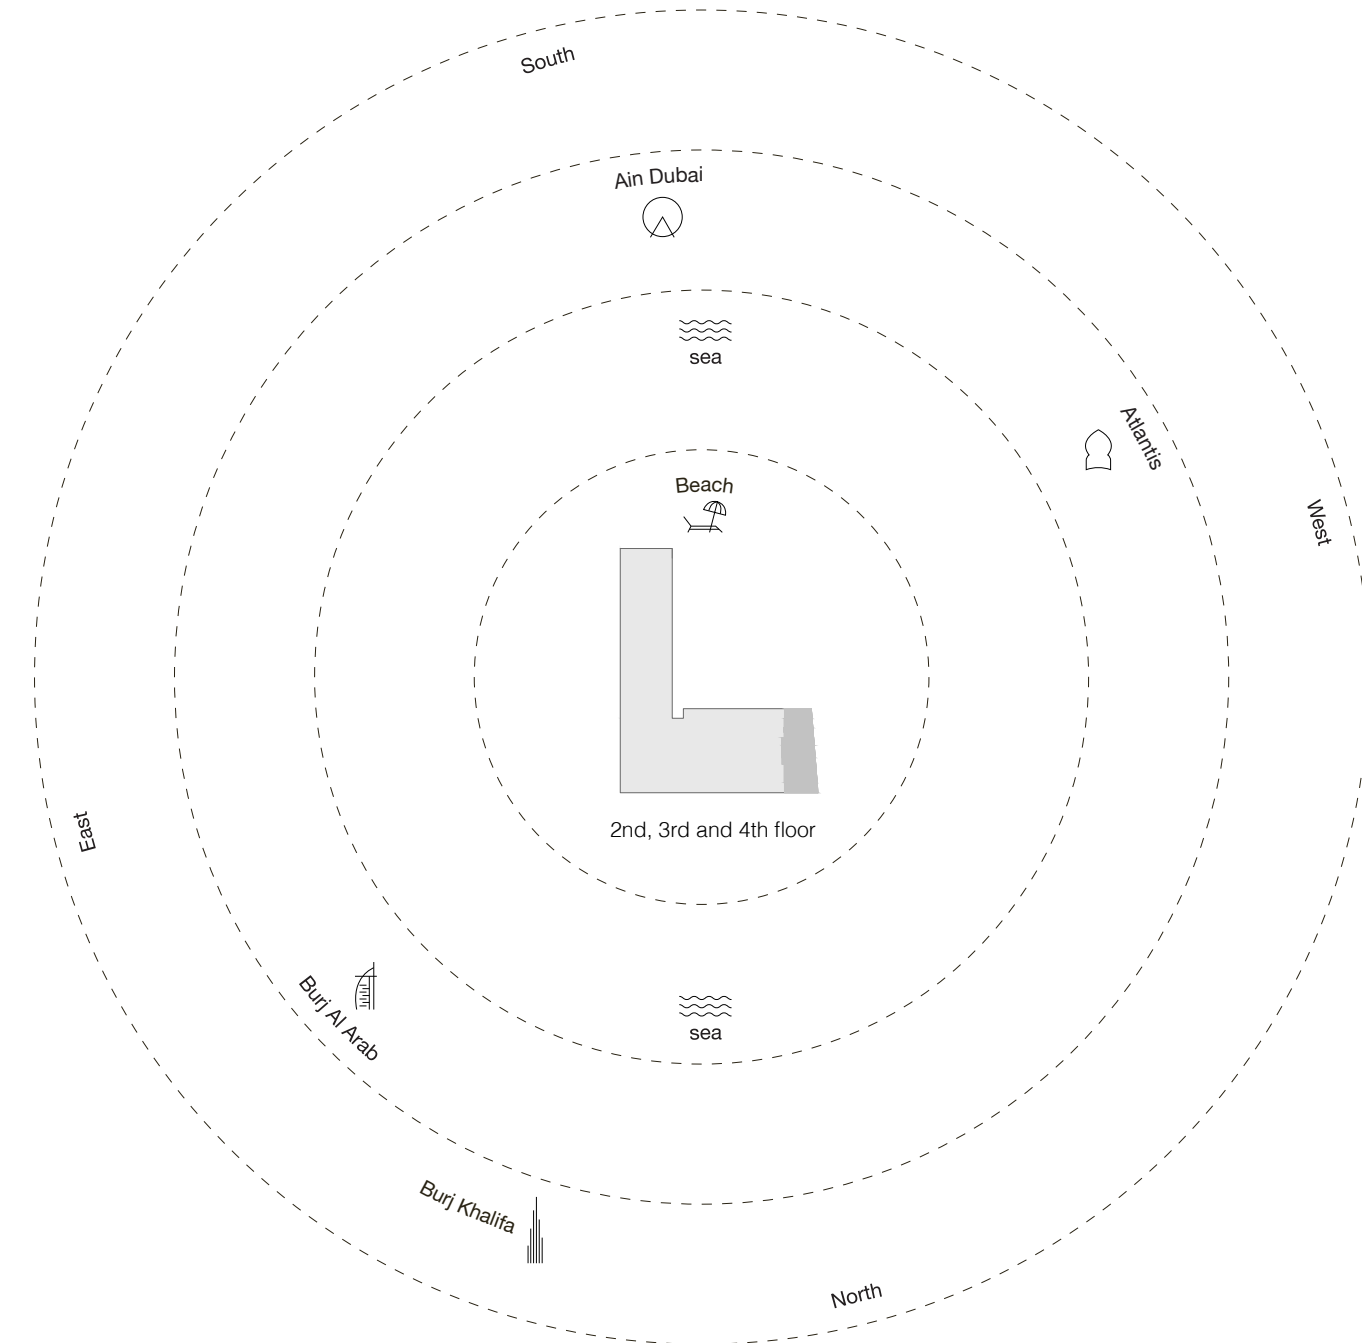 South
Ain Dubai
sea
Atlantis
Beach
West
2nd, 3rd and 4th floor
East
Burj Al Arab
sea
Burj Khalifa
North